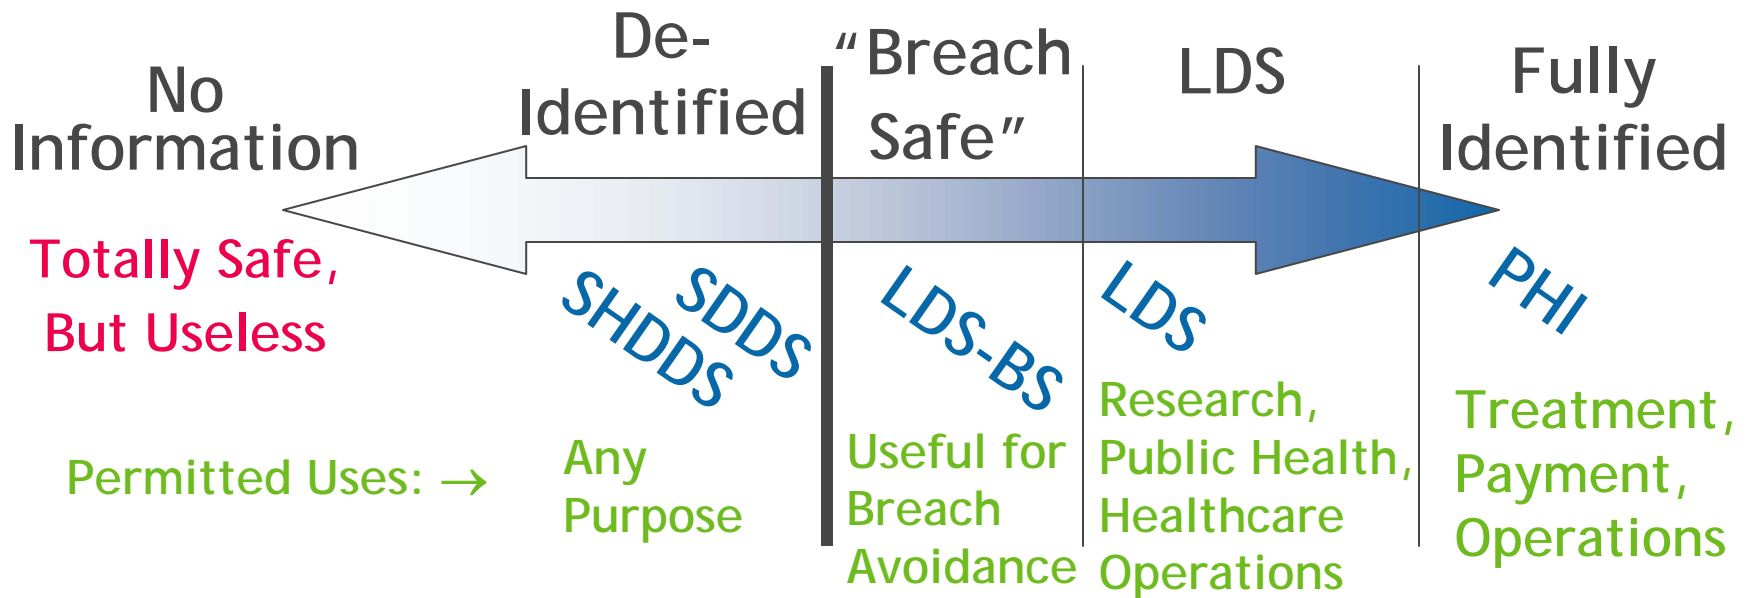 No
Information
De-
Identified
“Breach
Safe”
LDS
Fully
Identified
Totally Safe,
But Useless
SHDDS
SDDS
LDS-BS
LDS
PHI
Permitted Uses: →
Any
Purpose
Useful for
Breach
Avoidance
Research,
Public Health,
Healthcare
Operations
Treatment,
Payment,
Operations